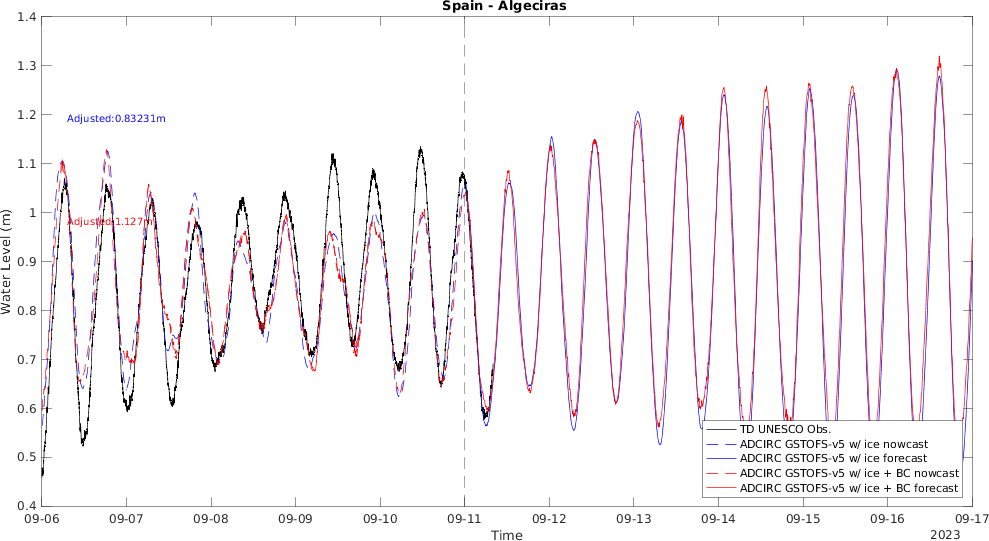 Spain - Algeciras
Water Level (m)
1.4
1.3
1.2
1.1
1
0.9
0.8
0.7
0.6
0.5
0.4
Adjusted:0.83231m
Adjusted:1.127m
TD UNESCO Obs.
ADCIRC GSTOFS-v5 w/ ice nowcast
ADCIRC GSTOFS-v5 w/ ice forecast
ADCIRC GSTOFS-v5 w/ ice + BC nowcast
ADCIRC GSTOFS-v5 w/ ice + BC forecast
09-06 09-07 09-08 09-09 09-10 09-11 09-12 09-13 09-14 09-15 09-16 09-17
Time
2023